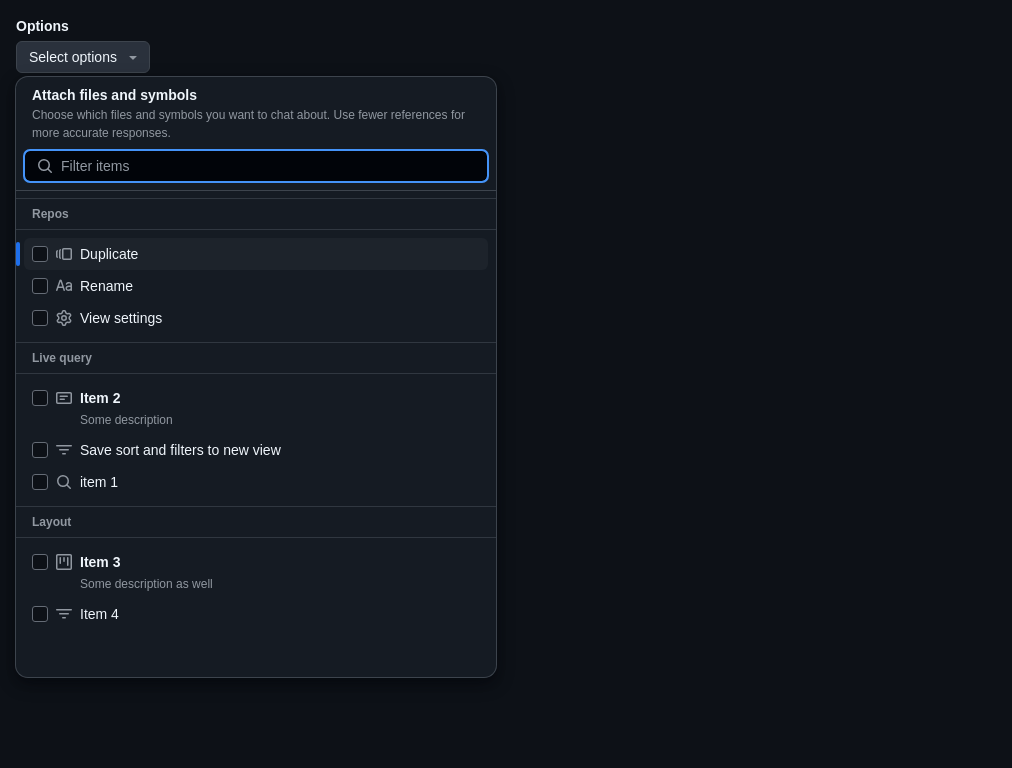 Options
Select options
Attach files and symbols
Choose which files and symbols you want to chat about. Use fewer references for
more accurate responses.
Filter items
Repos
Duplicate
Rename
View settings
Live query
Item 2
Some description
Save sort and filters to new view
item 1
Layout
Item 3
Some description as well
Item 4